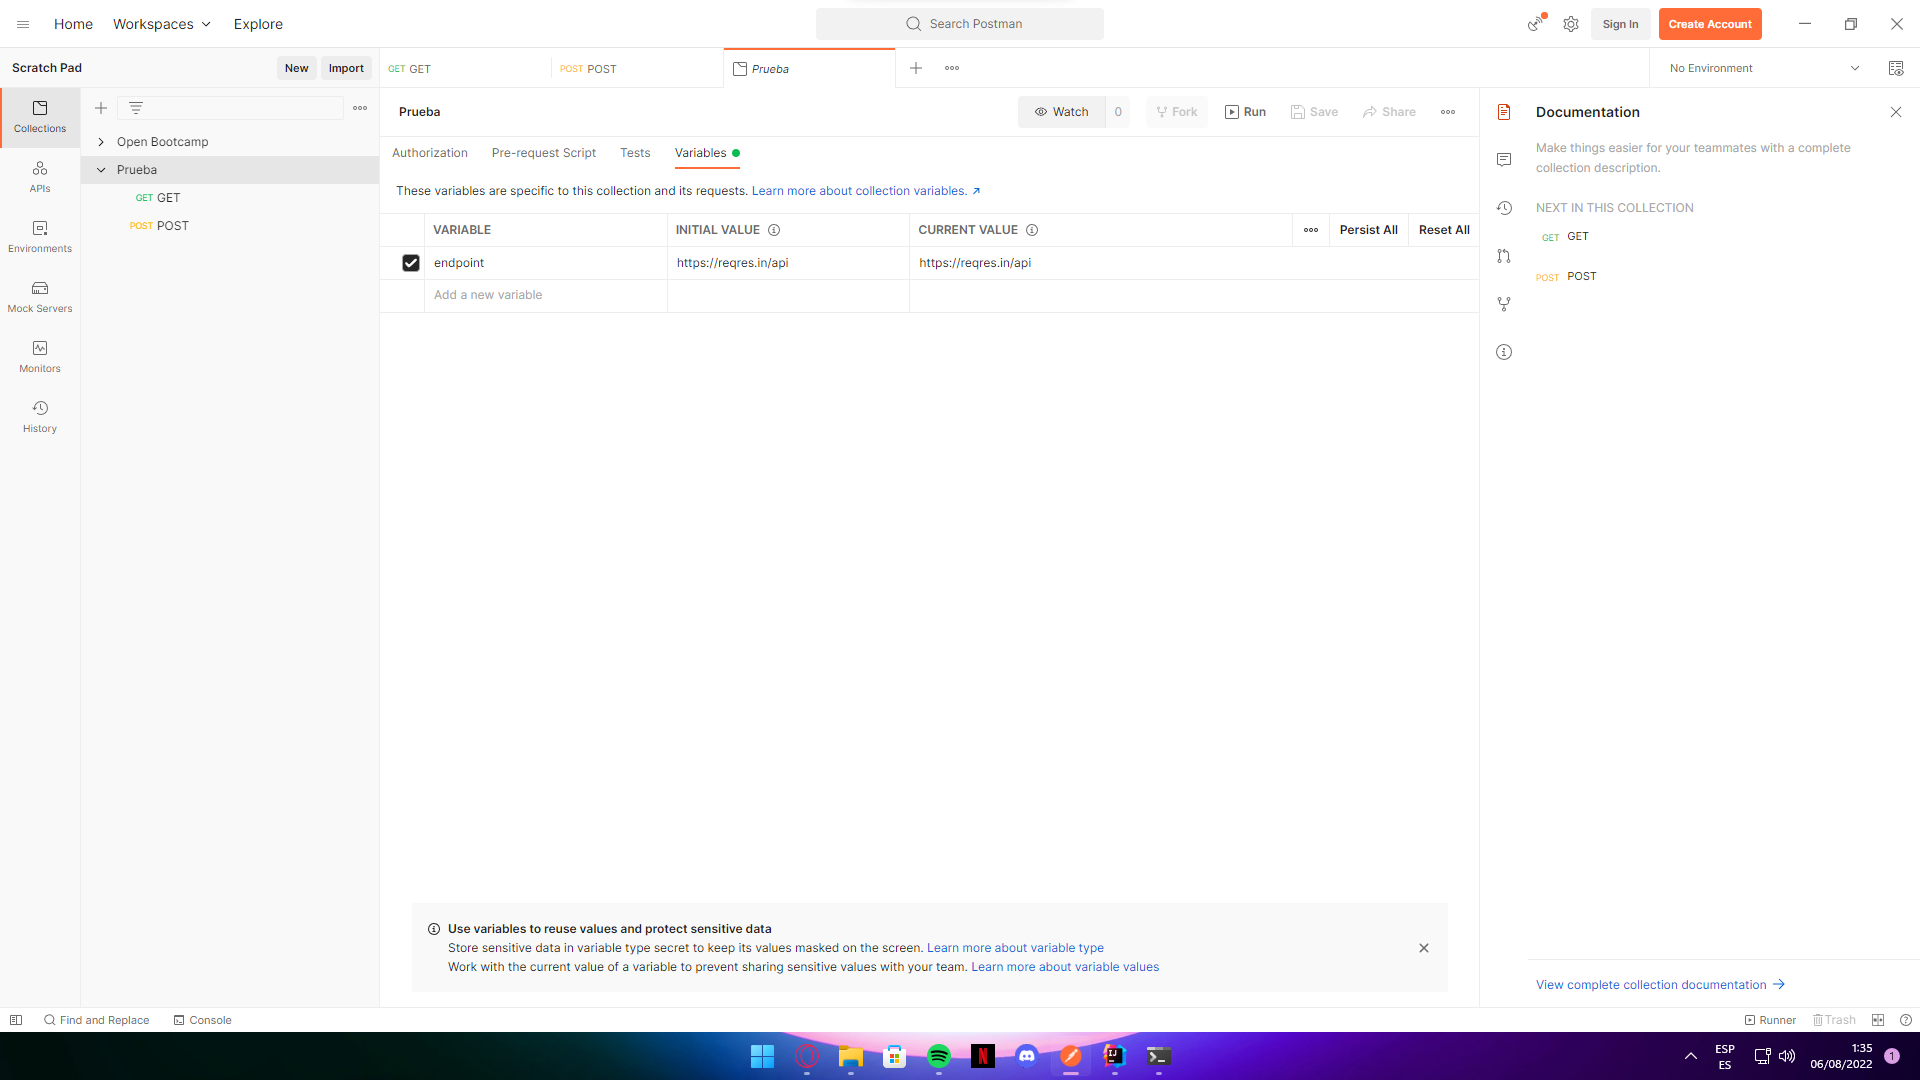 Home
Workspaces
Explore
Search Postman
Sign In
Create Account
Scratch Pad
New
Import
GET GET
POST POST
Prueba
No Environment
Collections
APIs
Environments
Mock Servers
Monitors
History
Open Bootcamp
Prueba
GET GET
POST POST
Prueba
Watch
0
Fork
Run
Save
Share
Authorization
Pre-request Script
Tests
Variables
These variables are specific to this collection and its requests. Learn more about collection variables. ↗
VARIABLE
INITIAL VALUE
CURRENT VALUE
Persist All
Reset All
endpoint
https://reqres.in/api
https://reqres.in/api
Add a new variable
Use variables to reuse values and protect sensitive data
Store sensitive data in variable type secret to keep its values masked on the screen. Learn more about variable type
Work with the current value of a variable to prevent sharing sensitive values with your team. Learn more about variable values
Documentation
Make things easier for your teammates with a complete
collection description.
NEXT IN THIS COLLECTION
GET GET
POST POST
View complete collection documentation →
Find and Replace
Console
Runner
Trash
N
IJ
ESP
ES
1:35
06/08/2022
1